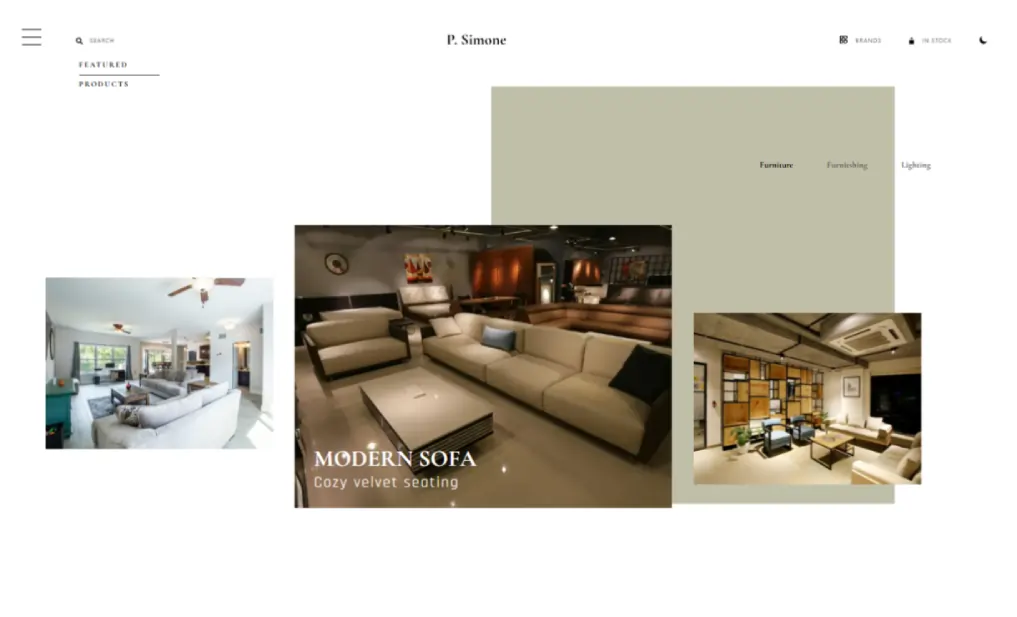 SEARCH
P. Simone
BRANDS
IN STOCK
FEATURED
PRODUCTS
Furniture
Furnishing
Lighting
MODERN SOFA
Cozy velvet seating